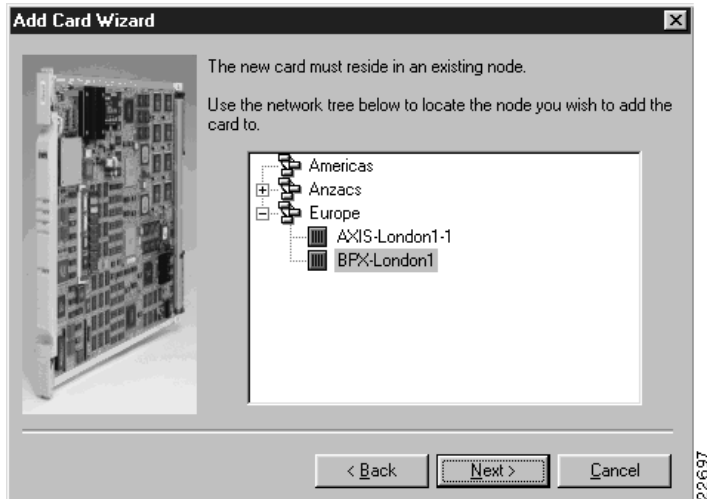 Add Card Wizard
The new card must reside in an existing node.
Use the network tree below to locate the node you wish to add the
card to.
Americas
Anzacs
Europe
AXIS-London1-1
BPX-London1
< Back
Next >
Cancel
22697